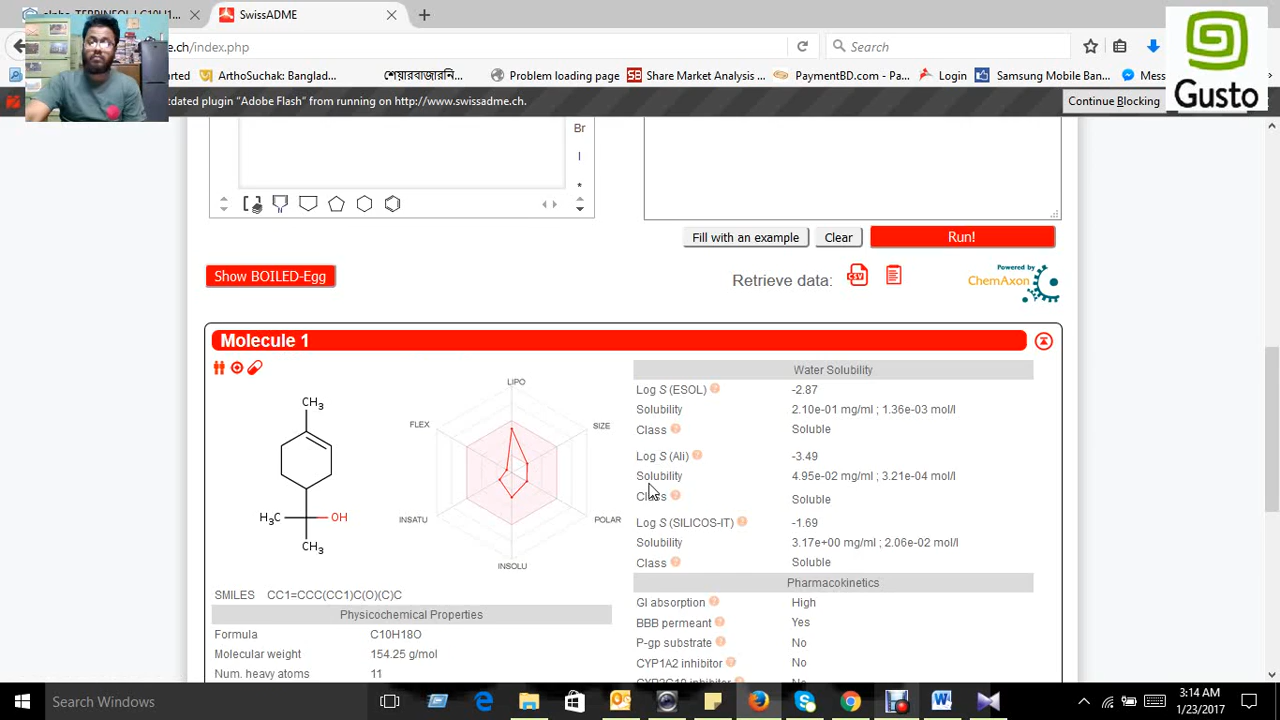 alpha-TERPINEOL | C10H1...
SwissADME
e.ch/index.php
Search
arted
ArthoSuchak: Banglad...
শেয়ারবাজারনি...
Problem loading page
Share Market Analysis ...
PaymentBD.com - Pay...
Login
Samsung Mobile Ban...
Mess
tdated plugin “Adobe Flash” from running on http://www.swissadme.ch.
Continue Blocking
Gusto
Br
I
*
Fill with an example
Clear
Run!
Show BOILED-Egg
Retrieve data:
CSV
Powered by
ChemAxon
Molecule 1
CH3
OH
H3C
CH3
LIPO
FLEX
SIZE
INSATU
POLAR
INSOLU
SMILES CC1=CCC(CC1)C(O)(C)C
Physicochemical Properties
Formula C10H18O
Molecular weight 154.25 g/mol
Num. heavy atoms 11
Water Solubility
Log S (ESOL) ? -2.87
Solubility 2.10e-01 mg/ml ; 1.36e-03 mol/l
Class ? Soluble
Log S (Ali) ? -3.49
Solubility 4.95e-02 mg/ml ; 3.21e-04 mol/l
Class ? Soluble
Log S (SILICOS-IT) ? -1.69
Solubility 3.17e+00 mg/ml ; 2.06e-02 mol/l
Class ? Soluble
Pharmacokinetics
GI absorption ? High
BBB permeant ? Yes
P-gp substrate ? No
CYP1A2 inhibitor ? No
Search Windows
3:14 AM
1/23/2017